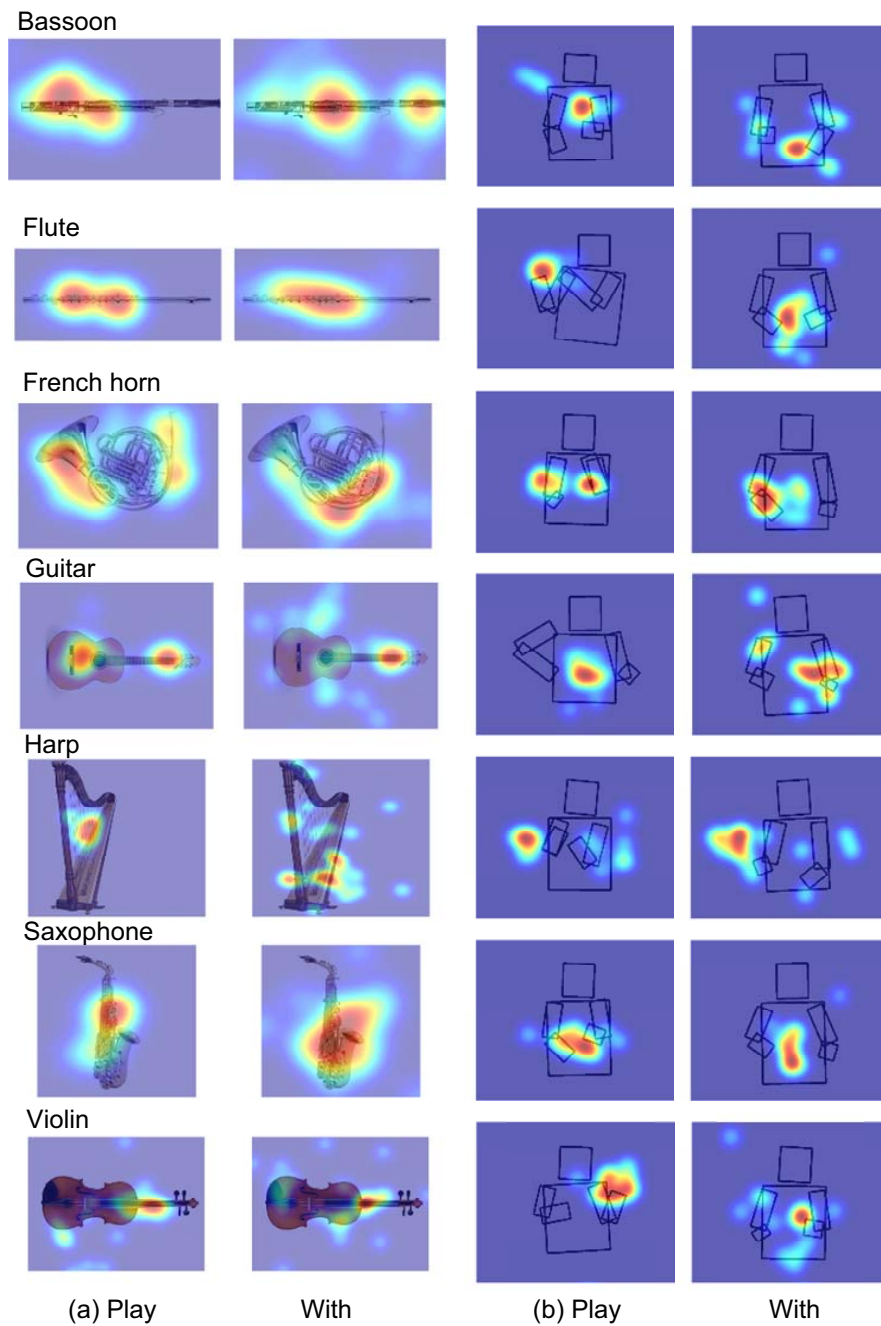 Bassoon
Flute
French horn
Guitar
Harp
Saxophone
Violin
(a) Play With (b) Play With